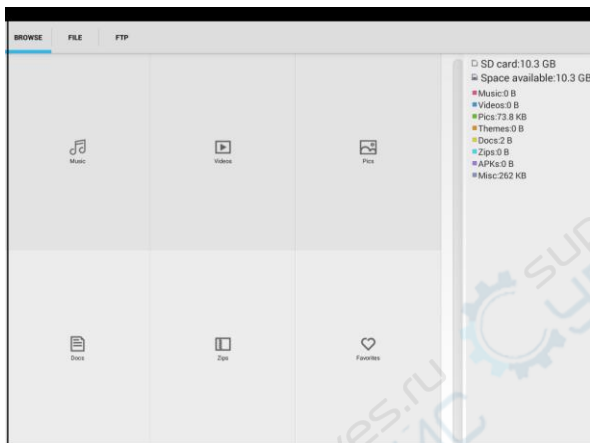 BROWSE FILE FTP
Music Videos Pics
Docs Zips Favorites
SD card:10.3 GB
Space available:10.3 GB
Music:0 B
Videos:0 B
Pics:73.8 KB
Themes:0 B
Docs:2 B
Zips:0 B
APKs:0 B
Misc:262 KB